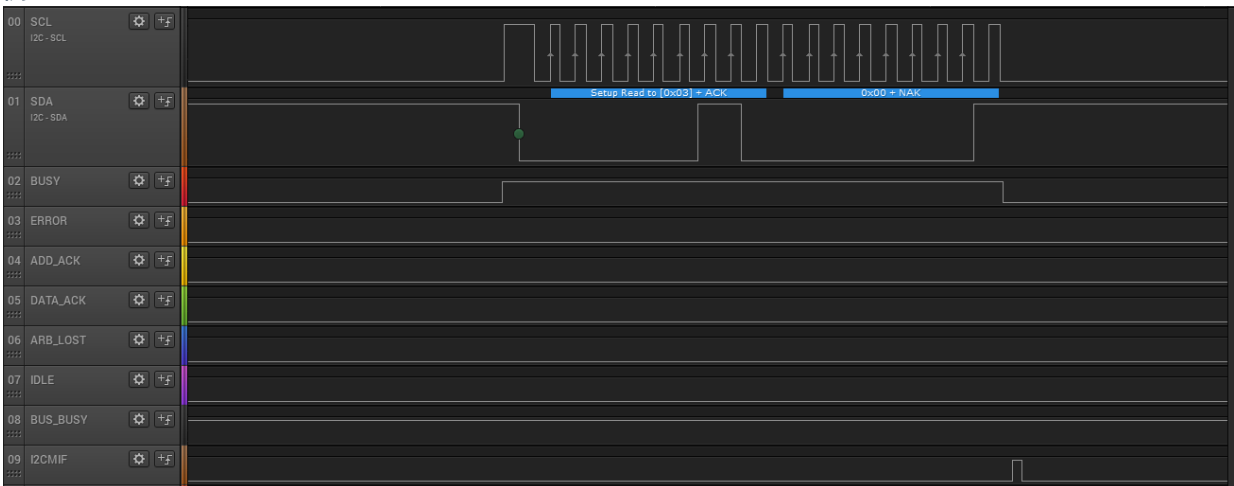 00 SCL
I2C - SCL
01 SDA
I2C - SDA
Setup Read to [0x03] + ACK
0x00 + NAK
02 BUSY
03 ERROR
04 ADD_ACK
05 DATA_ACK
06 ARB_LOST
07 IDLE
08 BUS_BUSY
09 I2CMIF